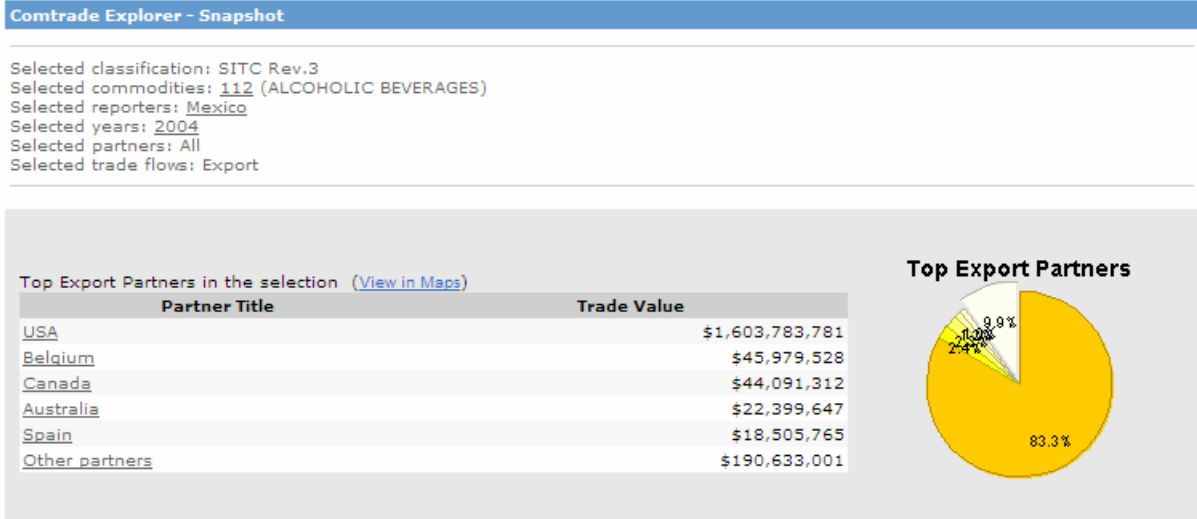 Comtrade Explorer - Snapshot
Selected classification: SITC Rev.3
Selected commodities: 112 (ALCOHOLIC BEVERAGES)
Selected reporters: Mexico
Selected years: 2004
Selected partners: All
Selected trade flows: Export
Top Export Partners in the selection (View in Maps)
Partner Title Trade Value
USA $1,603,783,781
Belgium $45,979,528
Canada $44,091,312
Australia $22,399,647
Spain $18,505,765
Other partners $190,633,001
Top Export Partners
9.9%
2.4%
83.3%